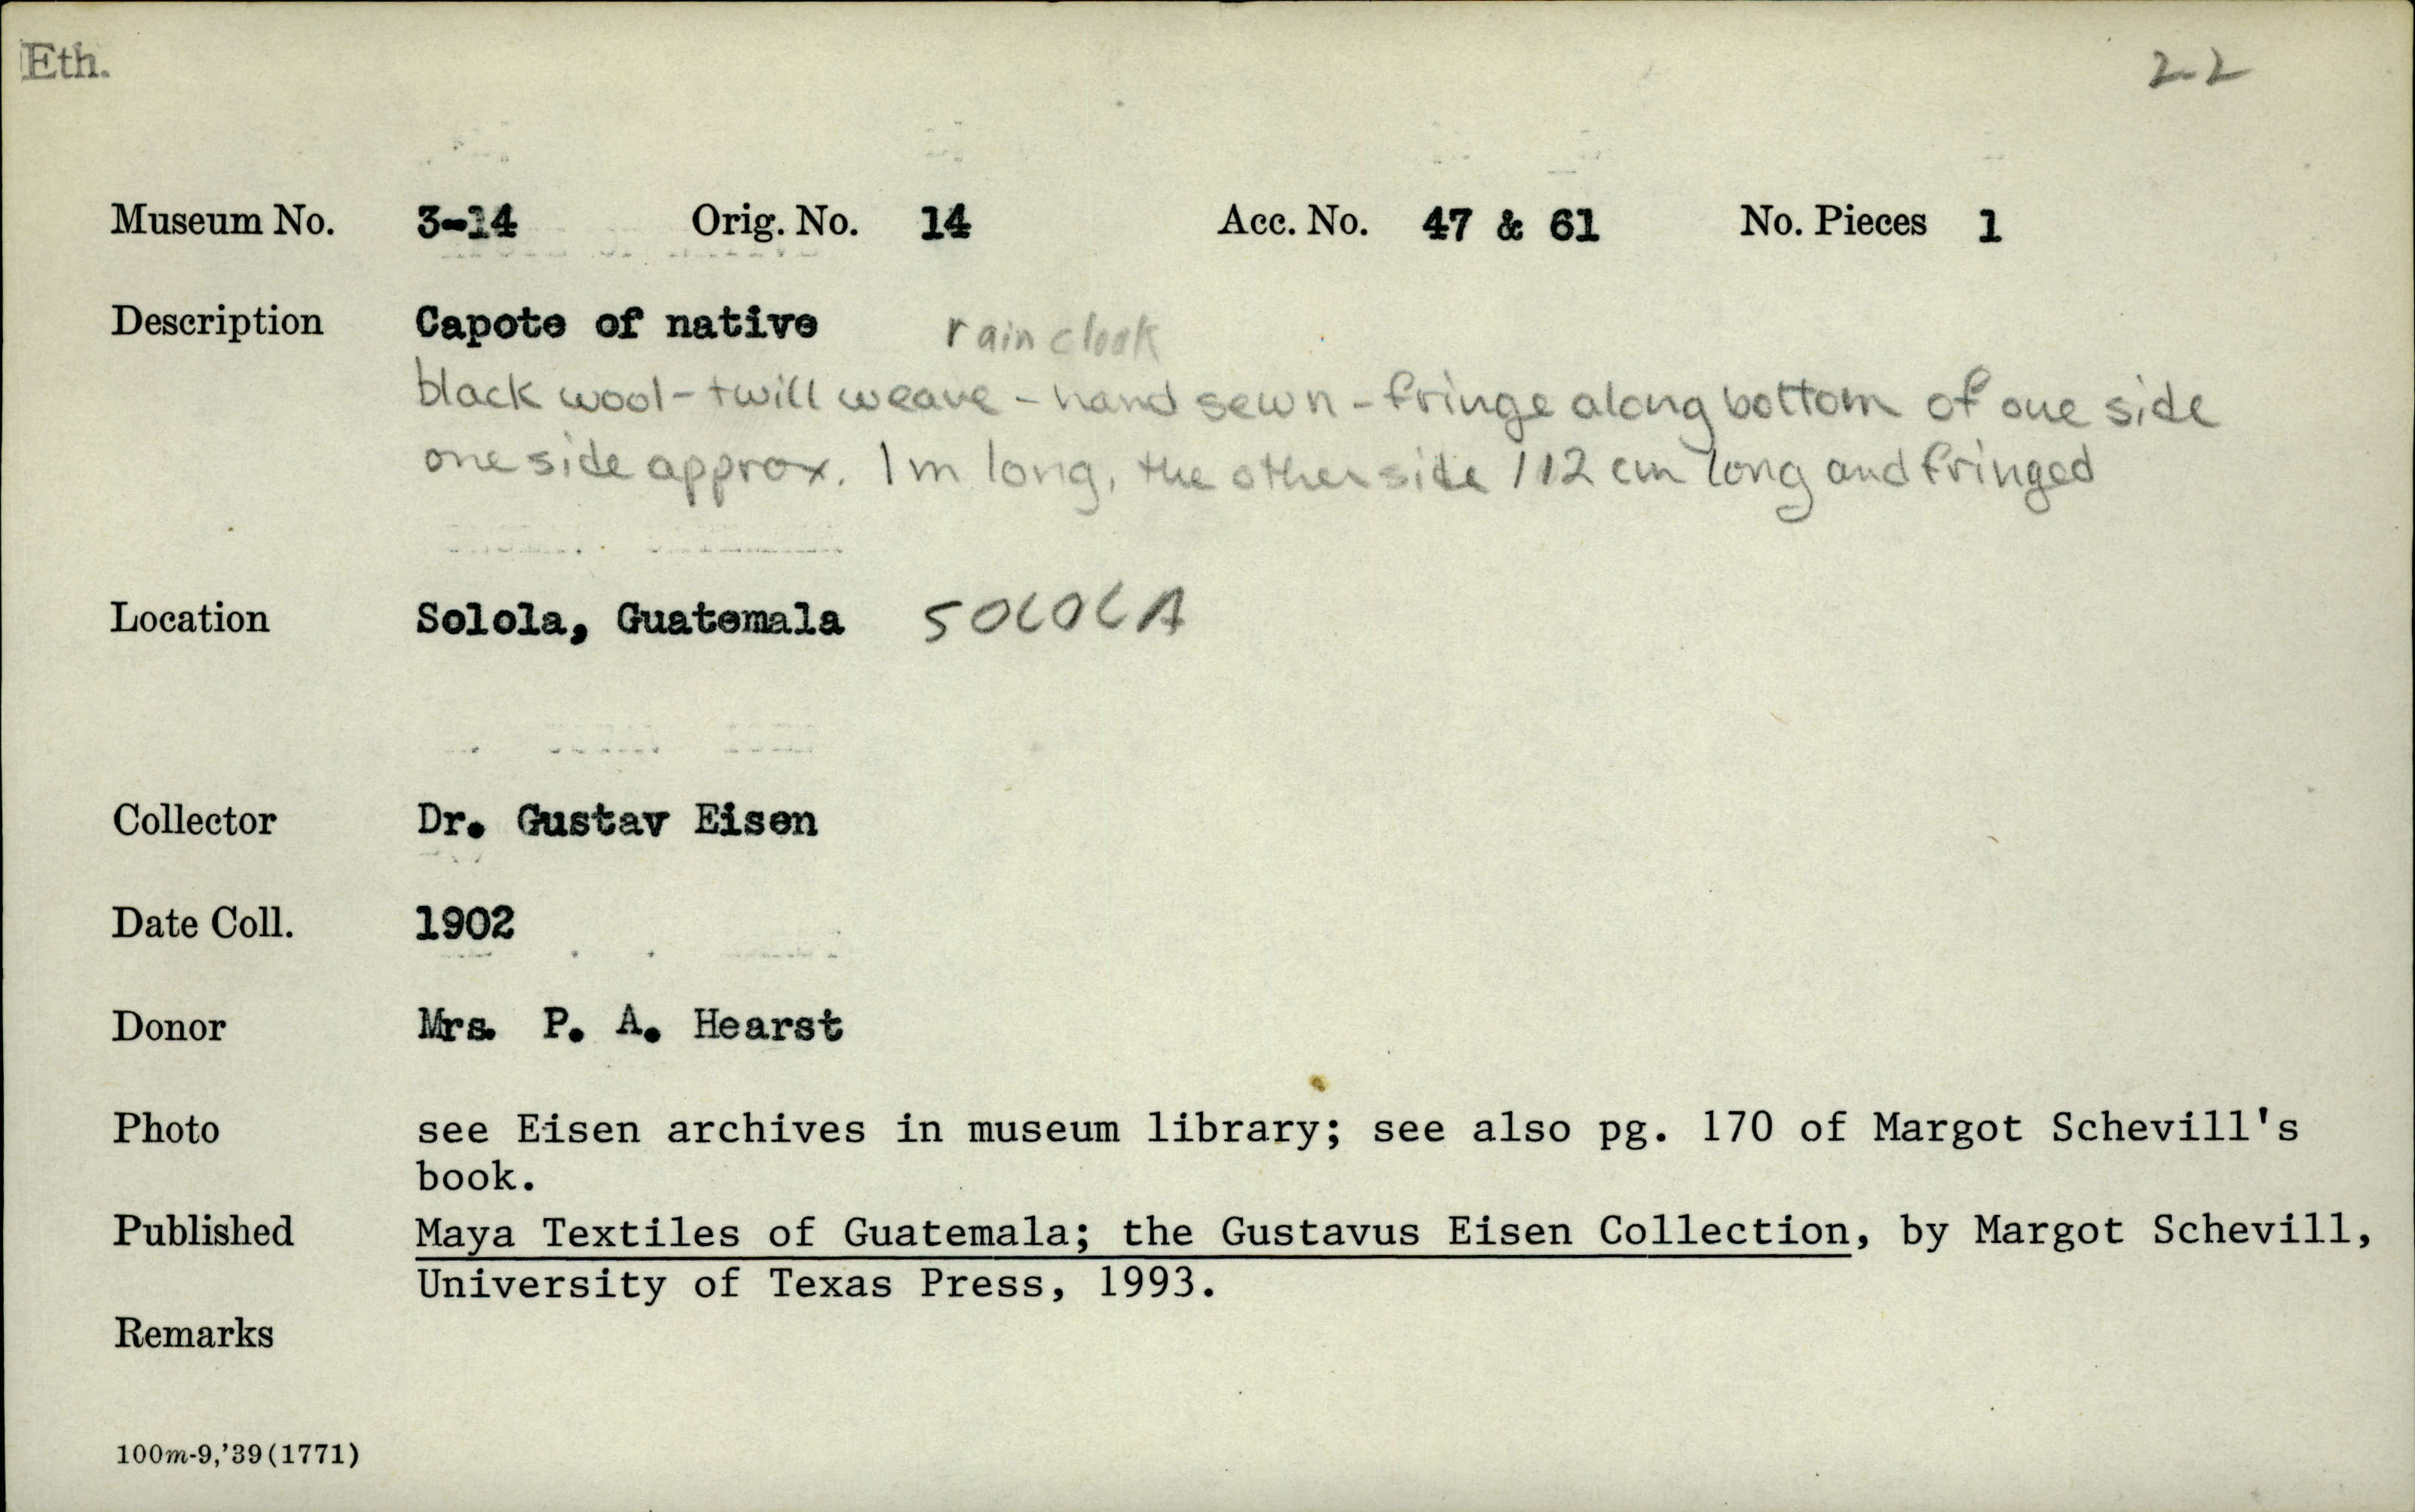 Eth. 2-2
Museum No. 3-14 Orig. No. 14 Acc. No. 47 & 61 No. Pieces 1
Description Capote of native rain cloak
black wool - twill weave - hand sewn - fringe along bottom of one side
one side approx. 1 m long, the other side 112 cm long and fringed
Location Solola, Guatemala SOLOLA
Collector Dr. Gustav Eisen
Date Coll. 1902
Donor Mrs. P. A. Hearst
Photo see Eisen archives in museum library; see also pg. 170 of Margot Schevill's
book.
Published Maya Textiles of Guatemala; the Gustavus Eisen Collection, by Margot Schevill,
University of Texas Press, 1993.
Remarks
100m-9,'39(1771)